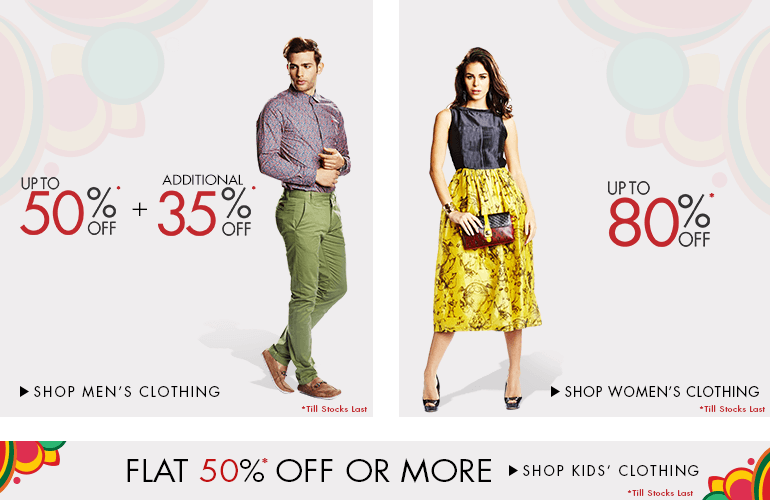 UP TO
50%* OFF + ADDITIONAL 35%* OFF
▶ SHOP MEN'S CLOTHING
*Till Stocks Last
UP TO
80%* OFF
▶ SHOP WOMEN'S CLOTHING
*Till Stocks Last
FLAT 50%* OFF OR MORE ▶ SHOP KIDS' CLOTHING
*Till Stocks Last